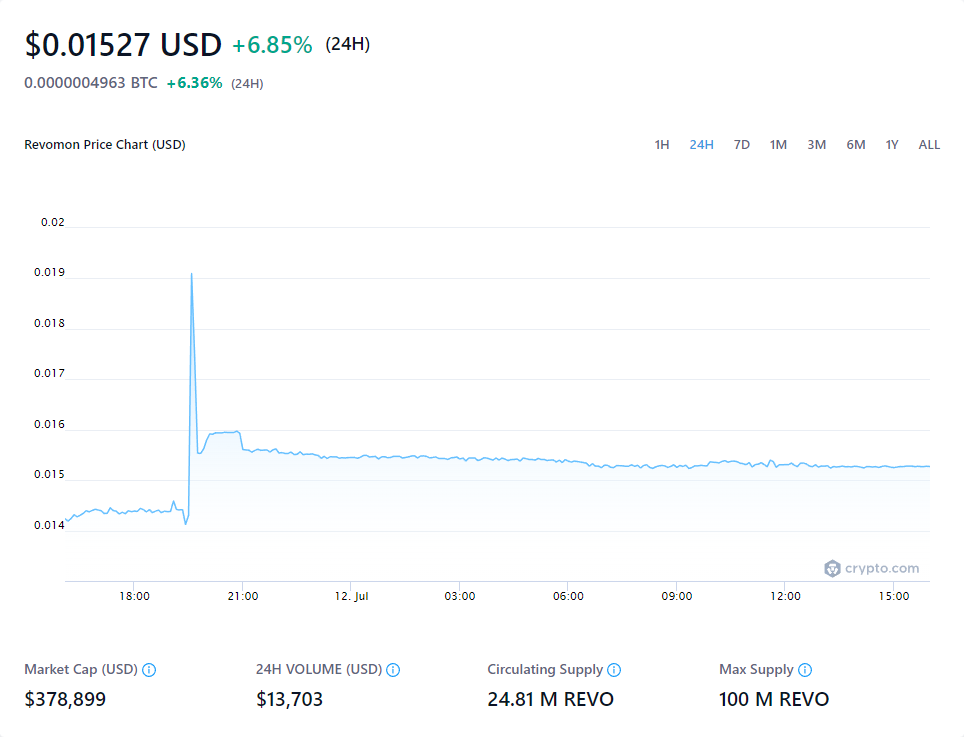 $0.01527 USD +6.85% (24H)
0.0000004963 BTC +6.36% (24H)
Revomon Price Chart (USD) 1H 24H 7D 1M 3M 6M 1Y ALL
0.02
0.019
0.018
0.017
0.016
0.015
0.014
crypto.com
18:00 21:00 12. Jul 03:00 06:00 09:00 12:00 15:00
Market Cap (USD) 24H VOLUME (USD) Circulating Supply Max Supply
$378,899 $13,703 24.81 M REVO 100 M REVO